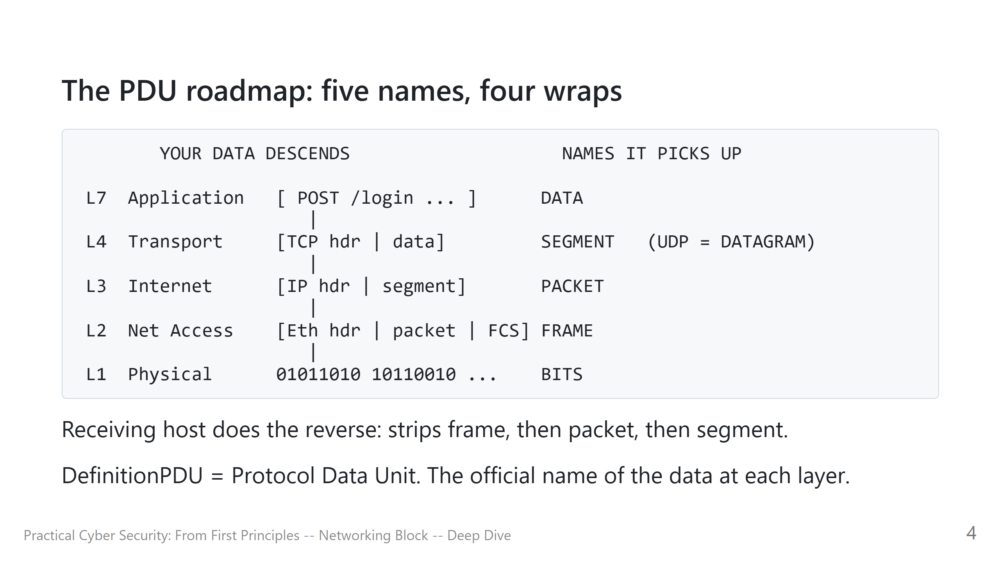 The PDU roadmap: five names, four wraps
YOUR DATA DESCENDS                    NAMES IT PICKS UP
L7  Application   [ POST /login ... ]      DATA
|
L4  Transport     [TCP hdr | data]         SEGMENT   (UDP = DATAGRAM)
|
L3  Internet      [IP hdr | segment]       PACKET
|
L2  Net Access    [Eth hdr | packet | FCS] FRAME
|
L1  Physical      01011010 10110010 ...    BITS
Receiving host does the reverse: strips frame, then packet, then segment.
DefinitionPDU = Protocol Data Unit. The official name of the data at each layer.
Practical Cyber Security: From First Principles -- Networking Block -- Deep Dive
4